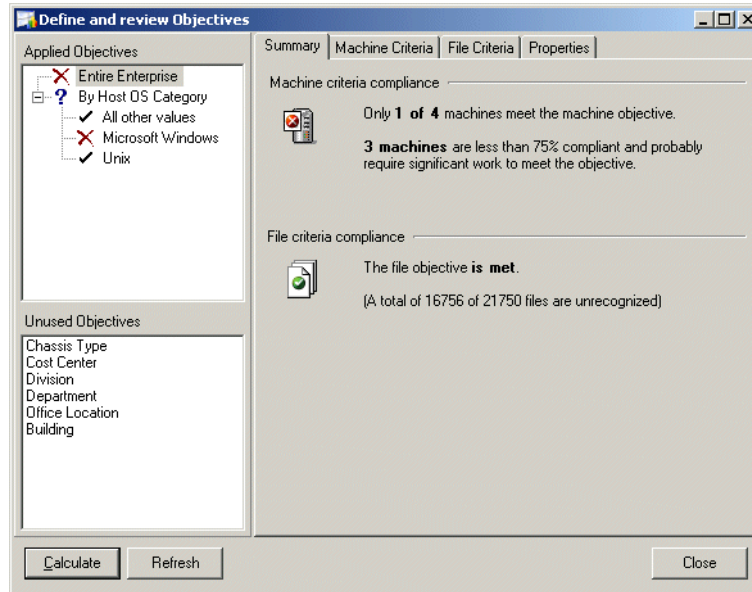 Define and review Objectives
Applied Objectives
Entire Enterprise
? By Host OS Category
All other values
Microsoft Windows
Unix
Unused Objectives
Chassis Type
Cost Center
Division
Department
Office Location
Building
Summary
Machine Criteria
File Criteria
Properties
Machine criteria compliance
Only 1 of 4 machines meet the machine objective.
3 machines are less than 75% compliant and probably
require significant work to meet the objective.
File criteria compliance
The file objective is met.
(A total of 16756 of 21750 files are unrecognized)
Calculate
Refresh
Close